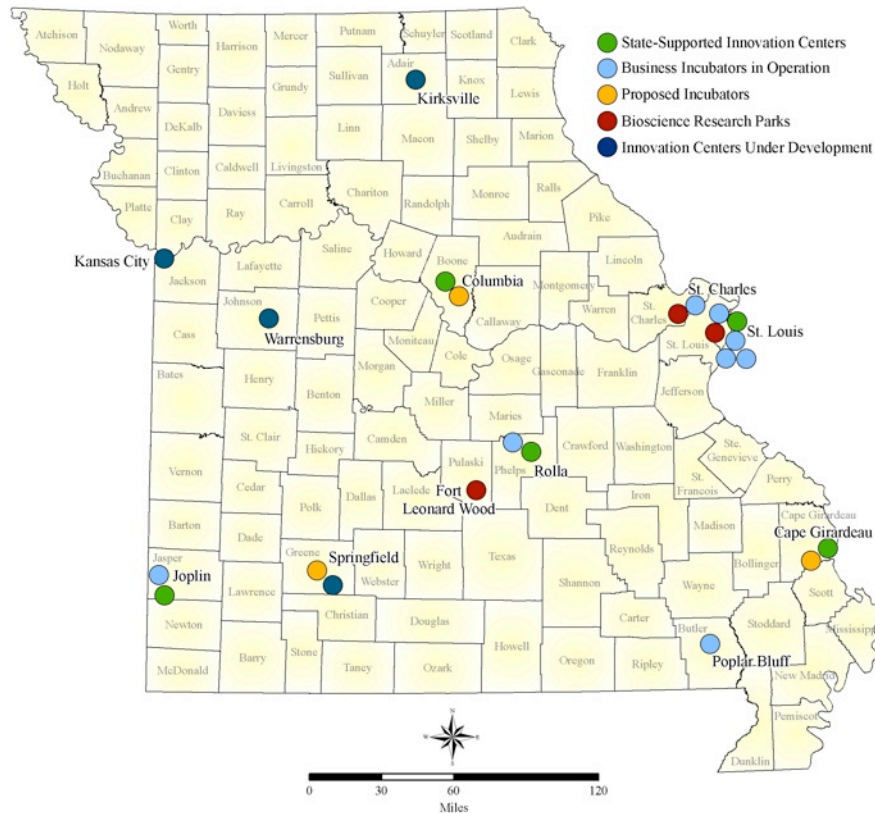 State-Supported Innovation Centers
Business Incubators in Operation
Proposed Incubators
Bioscience Research Parks
Innovation Centers Under Development
Atchison
Nodaway
Worth
Harrison
Mercer
Putnam
Schuyler
Scotland
Clark
Holt
Gentry
Grundy
Sullivan
Adair
Knox
Lewis
Kirksville
Andrew
DeKalb
Daviess
Linn
Macon
Shelby
Marion
Buchanan
Clinton
Caldwell
Livingston
Chariton
Randolph
Monroe
Ralls
Platte
Clay
Ray
Carroll
Pike
Audrain
Kansas City
Jackson
Lafayette
Saline
Howard
Boone
Columbia
Callaway
Montgomery
Lincoln
Warren
St.
Charles
St. Charles
St. Louis
St. Louis
Johnson
Warrensburg
Pettis
Cooper
Moniteau
Cass
Cole
Osage
Gasconade
Franklin
Jefferson
Bates
Henry
Benton
Morgan
Miller
Maries
St. Clair
Hickory
Camden
Pulaski
Phelps
Rolla
Crawford
Washington
Ste.
Genevieve
St.
Francois
Perry
Vernon
Cedar
Polk
Dallas
Laclede
Fort
Leonard Wood
Dent
Iron
Madison
Cape Girardeau
Cape Girardeau
Barton
Dade
Greene
Springfield
Webster
Wright
Texas
Reynolds
Bollinger
Jasper
Joplin
Lawrence
Christian
Douglas
Shannon
Wayne
Scott
Newton
Stone
Howell
Carter
Butler
Stoddard
Mississippi
McDonald
Barry
Taney
Ozark
Oregon
Ripley
Poplar Bluff
New Madrid
Pemiscot
Dunklin
N
W
E
S
0 30 60 120
Miles